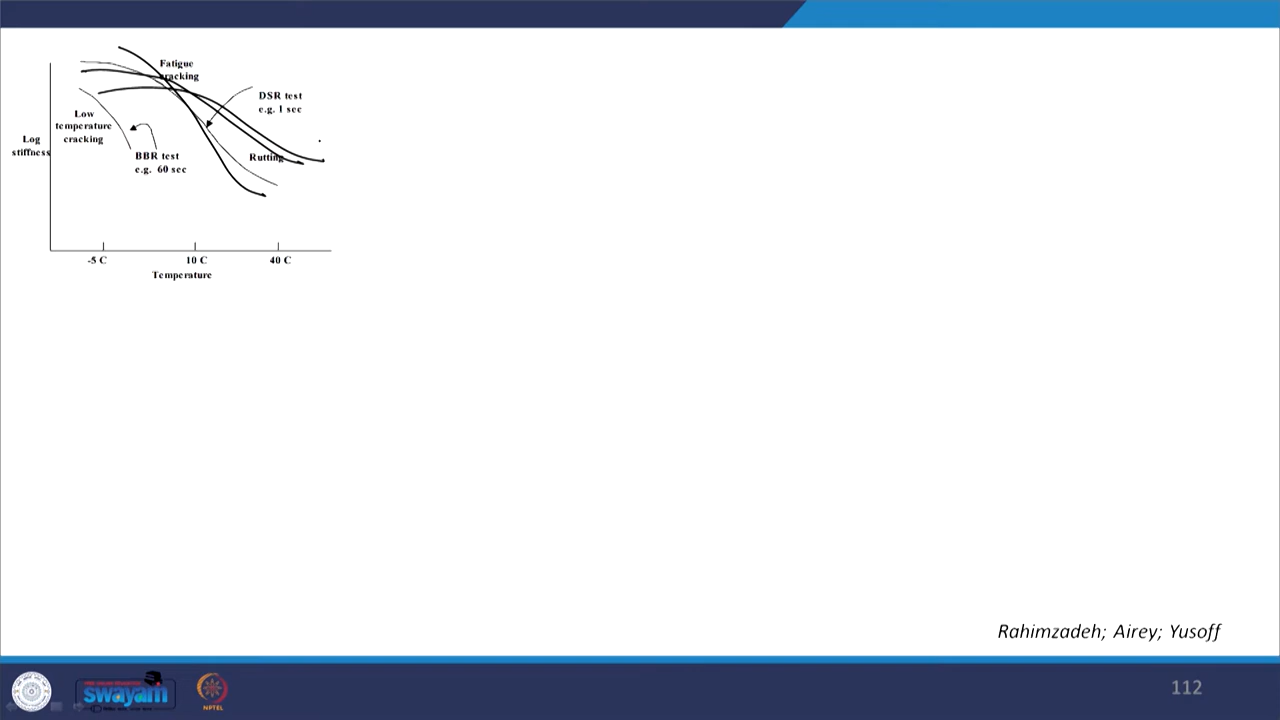 Fatigue
cracking
DSR test
e.g. 1 sec
Low
temperature
cracking
Log
stiffness
BBR test
e.g. 60 sec
Rutting
-5 C
10 C
40 C
Temperature
Rahimzadeh; Airey; Yusoff
swayam
NPTEL
112